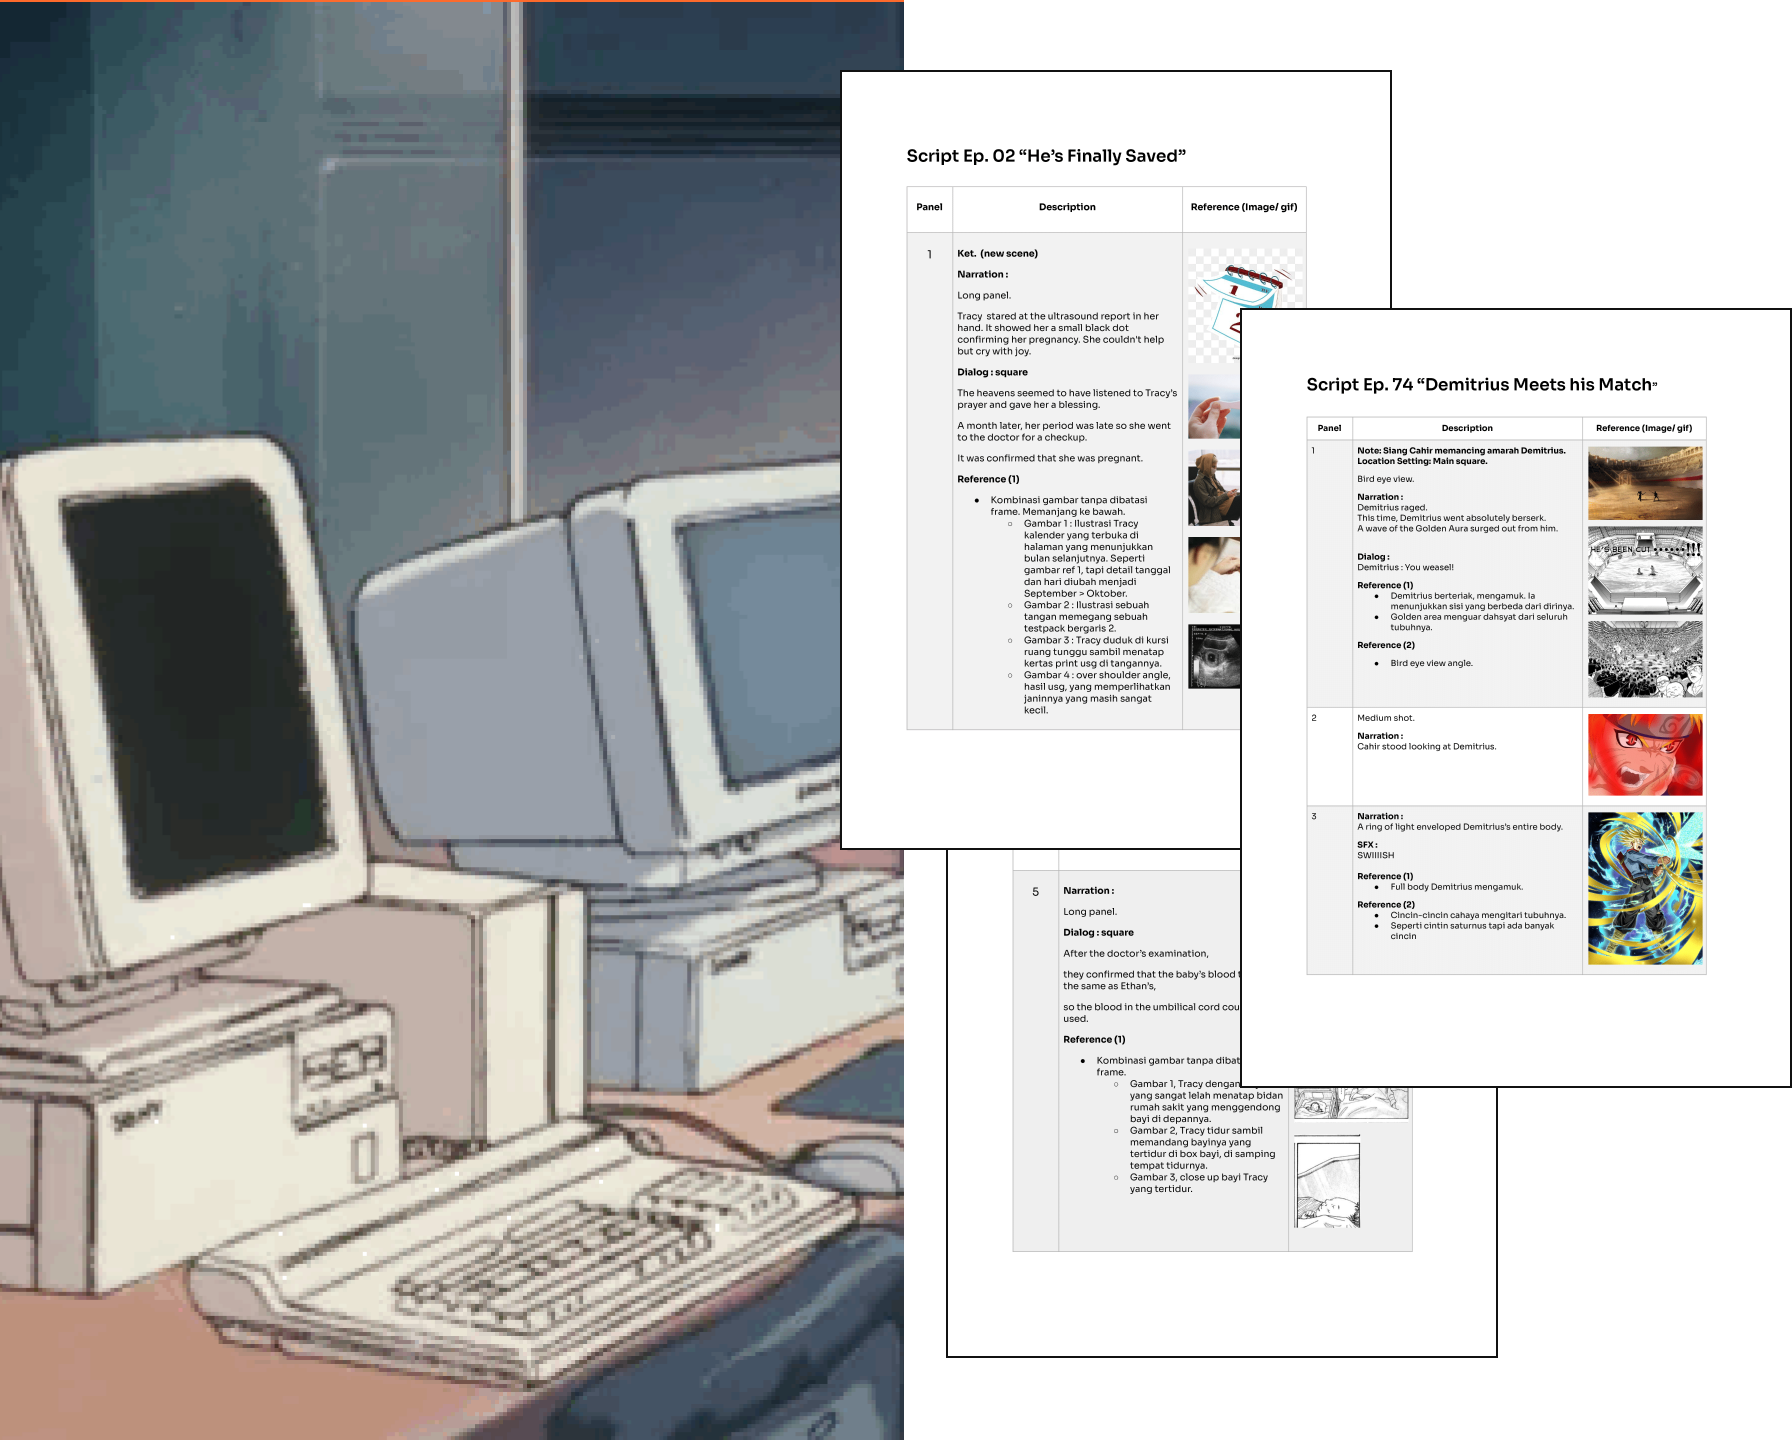 Script Ep. 02 “He’s Finally Saved”
Panel
Description
Reference (Image/ gif)
1
Ket. (new scene)
Narration :
Long panel.
Tracy stared at the ultrasound report in her
hand. It showed her a small black dot
confirming her pregnancy. She couldn't help
but cry with joy.
Dialog : square
The heavens seemed to have listened to Tracy's
prayer and gave her a blessing.
A month later, her period was late so she went
to the doctor for a checkup.
It was confirmed that she was pregnant.
Reference (1)
● Kombinasi gambar tanpa dibatasi
frame. Memanjang ke bawah.
○ Gambar 1 : Ilustrasi Tracy
kalender yang terbuka di
halaman yang menunjukkan
bulan selanjutnya. Seperti
gambar ref 1, tapi detail tanggal
dan hari diubah menjadi
September > Oktober.
○ Gambar 2 : Ilustrasi sebuah
tangan memegang sebuah
testpack bergaris 2.
○ Gambar 3 : Tracy duduk di kursi
ruang tunggu sambil menatap
kertas print usg di tangannya.
○ Gambar 4 : over shoulder angle,
hasil usg, yang memperlihatkan
janinnya yang masih sangat
kecil.
1
Script Ep. 74 “Demitrius Meets his Match”
Panel
Description
Reference (Image/ gif)
1
Note: Siang Cahir memancing amarah Demitrius.
Location Setting: Main square.
Bird eye view.
Narration :
Demitrius raged.
This time, Demitrius went absolutely berserk.
A wave of the Golden Aura surged out from him.
Dialog :
Demitrius : You weasel!
Reference (1)
● Demitrius berteriak, mengamuk. Ia
menunjukkan sisi yang berbeda dari dirinya.
● Golden area menguar dahsyat dari seluruh
tubuhnya.
Reference (2)
● Bird eye view angle.
HE'S BEEN CUT
2
Medium shot.
Narration :
Cahir stood looking at Demitrius.
3
Narration :
A ring of light enveloped Demitrius's entire body.
SFX :
SWIIIISH
Reference (1)
● Full body Demitrius mengamuk.
Reference (2)
● Cincin-cincin cahaya mengitari tubuhnya.
● Seperti cintin saturnus tapi ada banyak
cincin
5
Narration :
Long panel.
Dialog : square
After the doctor's examination,
they confirmed that the baby's blood
the same as Ethan's,
so the blood in the umbilical cord
used.
Reference (1)
● Kombinasi gambar tanpa
frame.
○ Gambar 1, Tracy dengan
yang sangat lelah menatap bidan
rumah sakit yang menggendong
bayi di depannya.
○ Gambar 2, Tracy tidur sambil
memandang bayinya yang
tertidur di box bayi, di samping
tempat tidurnya.
○ Gambar 3, close up bayi Tracy
yang tertidur.